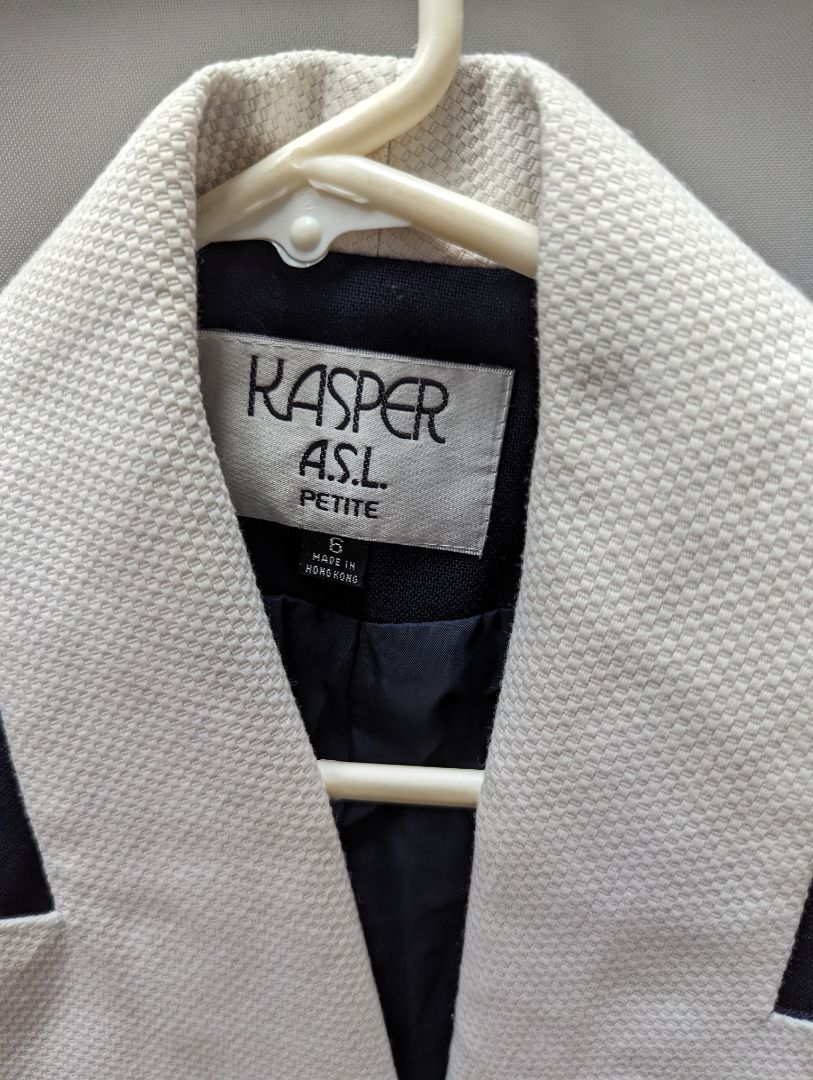 KASPER
A.S.L.
PETITE
6
MADE IN
HONG KONG